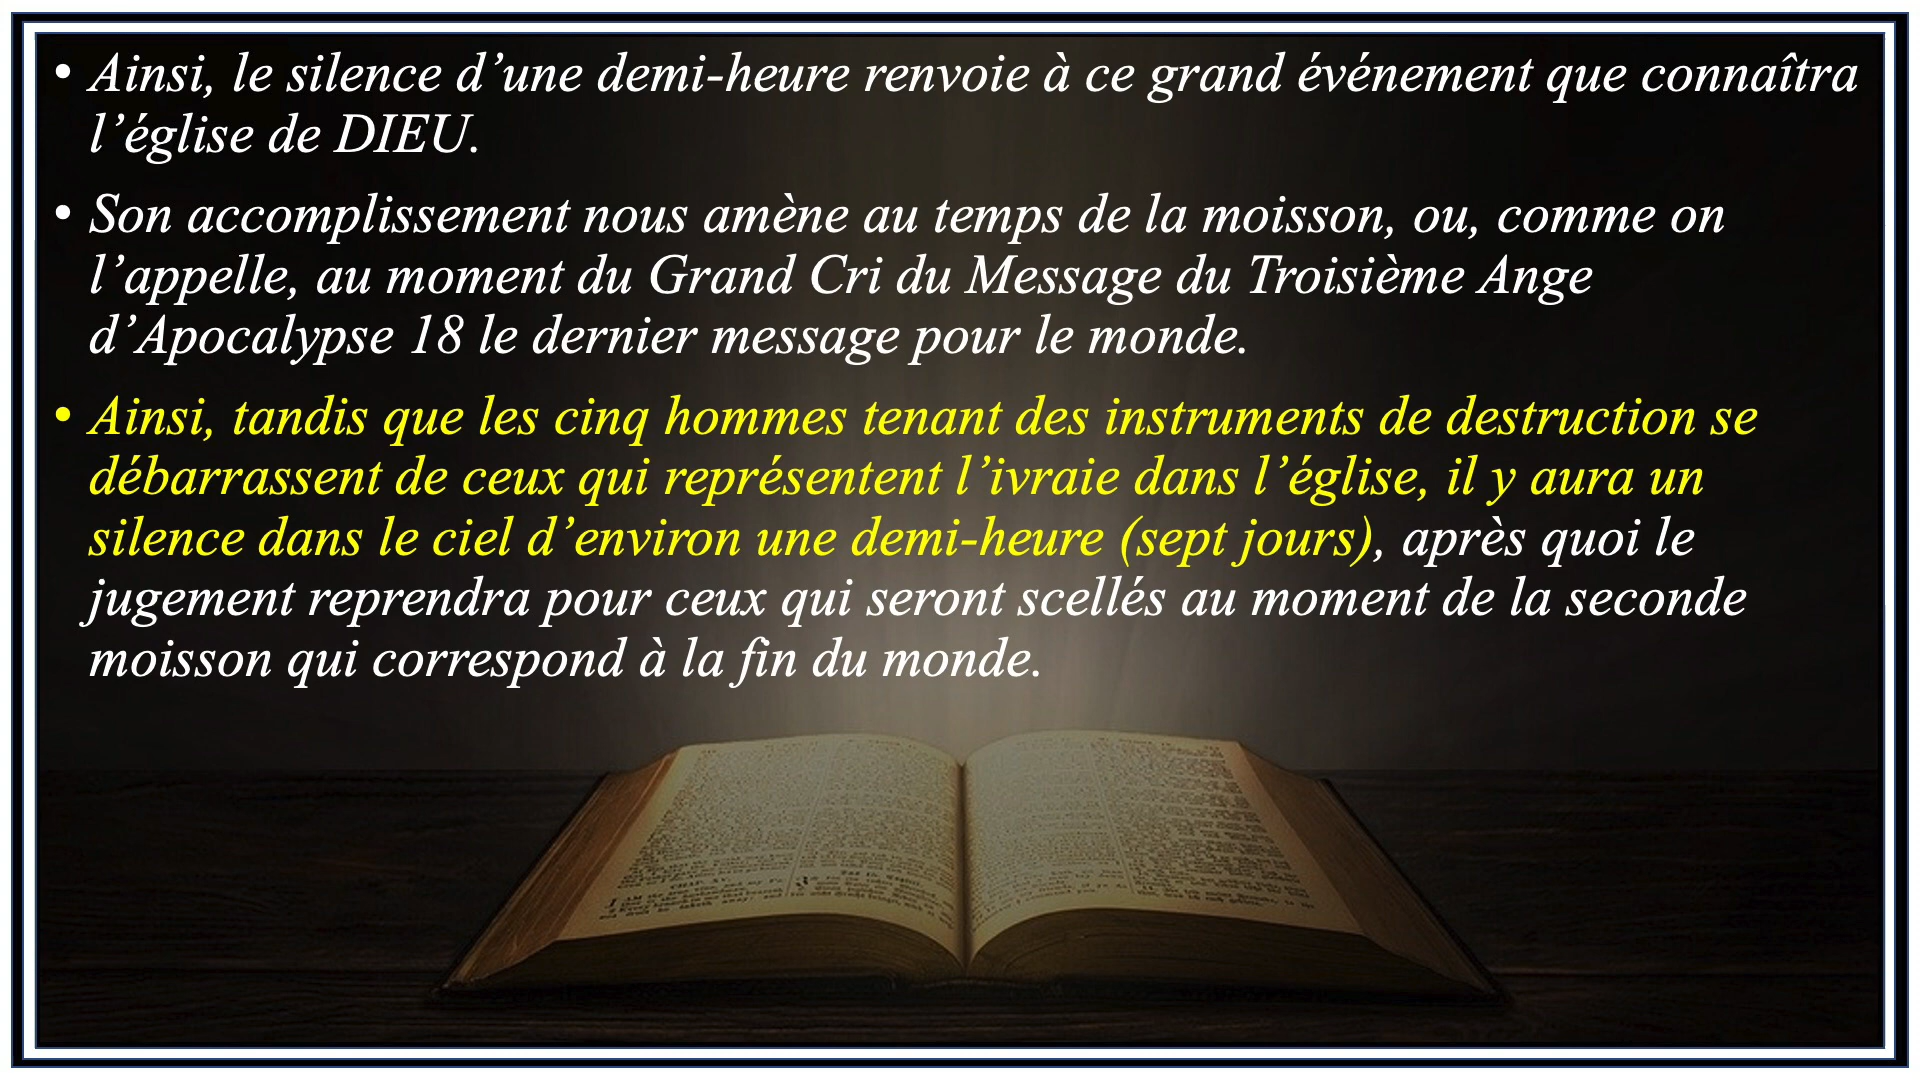 • Ainsi, le silence d’une demi-heure renvoie à ce grand événement que connaîtra
l’église de DIEU.
• Son accomplissement nous amène au temps de la moisson, ou, comme on
l’appelle, au moment du Grand Cri du Message du Troisième Ange
d’Apocalypse 18 le dernier message pour le monde.
• Ainsi, tandis que les cinq hommes tenant des instruments de destruction se
débarrassent de ceux qui représentent l’ivraie dans l’église, il y aura un
silence dans le ciel d’environ une demi-heure (sept jours), après quoi le
jugement reprendra pour ceux qui seront scellés au moment de la seconde
moisson qui correspond à la fin du monde.